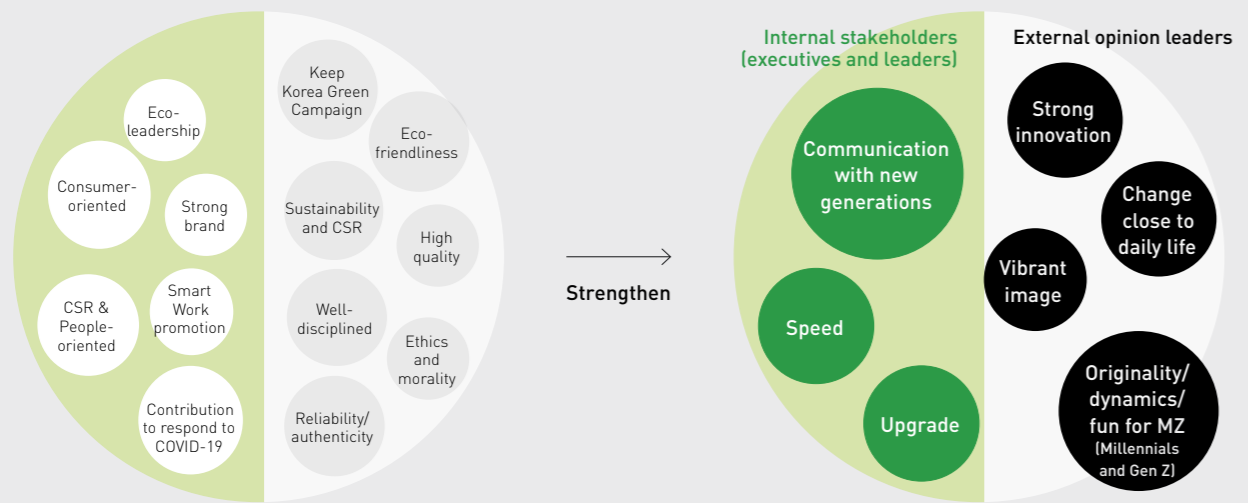 Eco-
leadership
Consumer-
oriented
Strong
brand
CSR &
People-
oriented
Smart
Work
promotion
Contribution
to respond to
COVID-19
Keep
Korea Green
Campaign
Eco-
friendliness
Sustainability
and CSR
High
quality
Well-
disciplined
Ethics
and
morality
Reliability/
authenticity
Strengthen
Internal stakeholders
(executives and leaders)
Communication
with new
generations
Speed
Upgrade
External opinion leaders
Strong
innovation
Change
close to
daily life
Vibrant
image
Originality/
dynamics/
fun for MZ
(Millennials
and Gen Z)